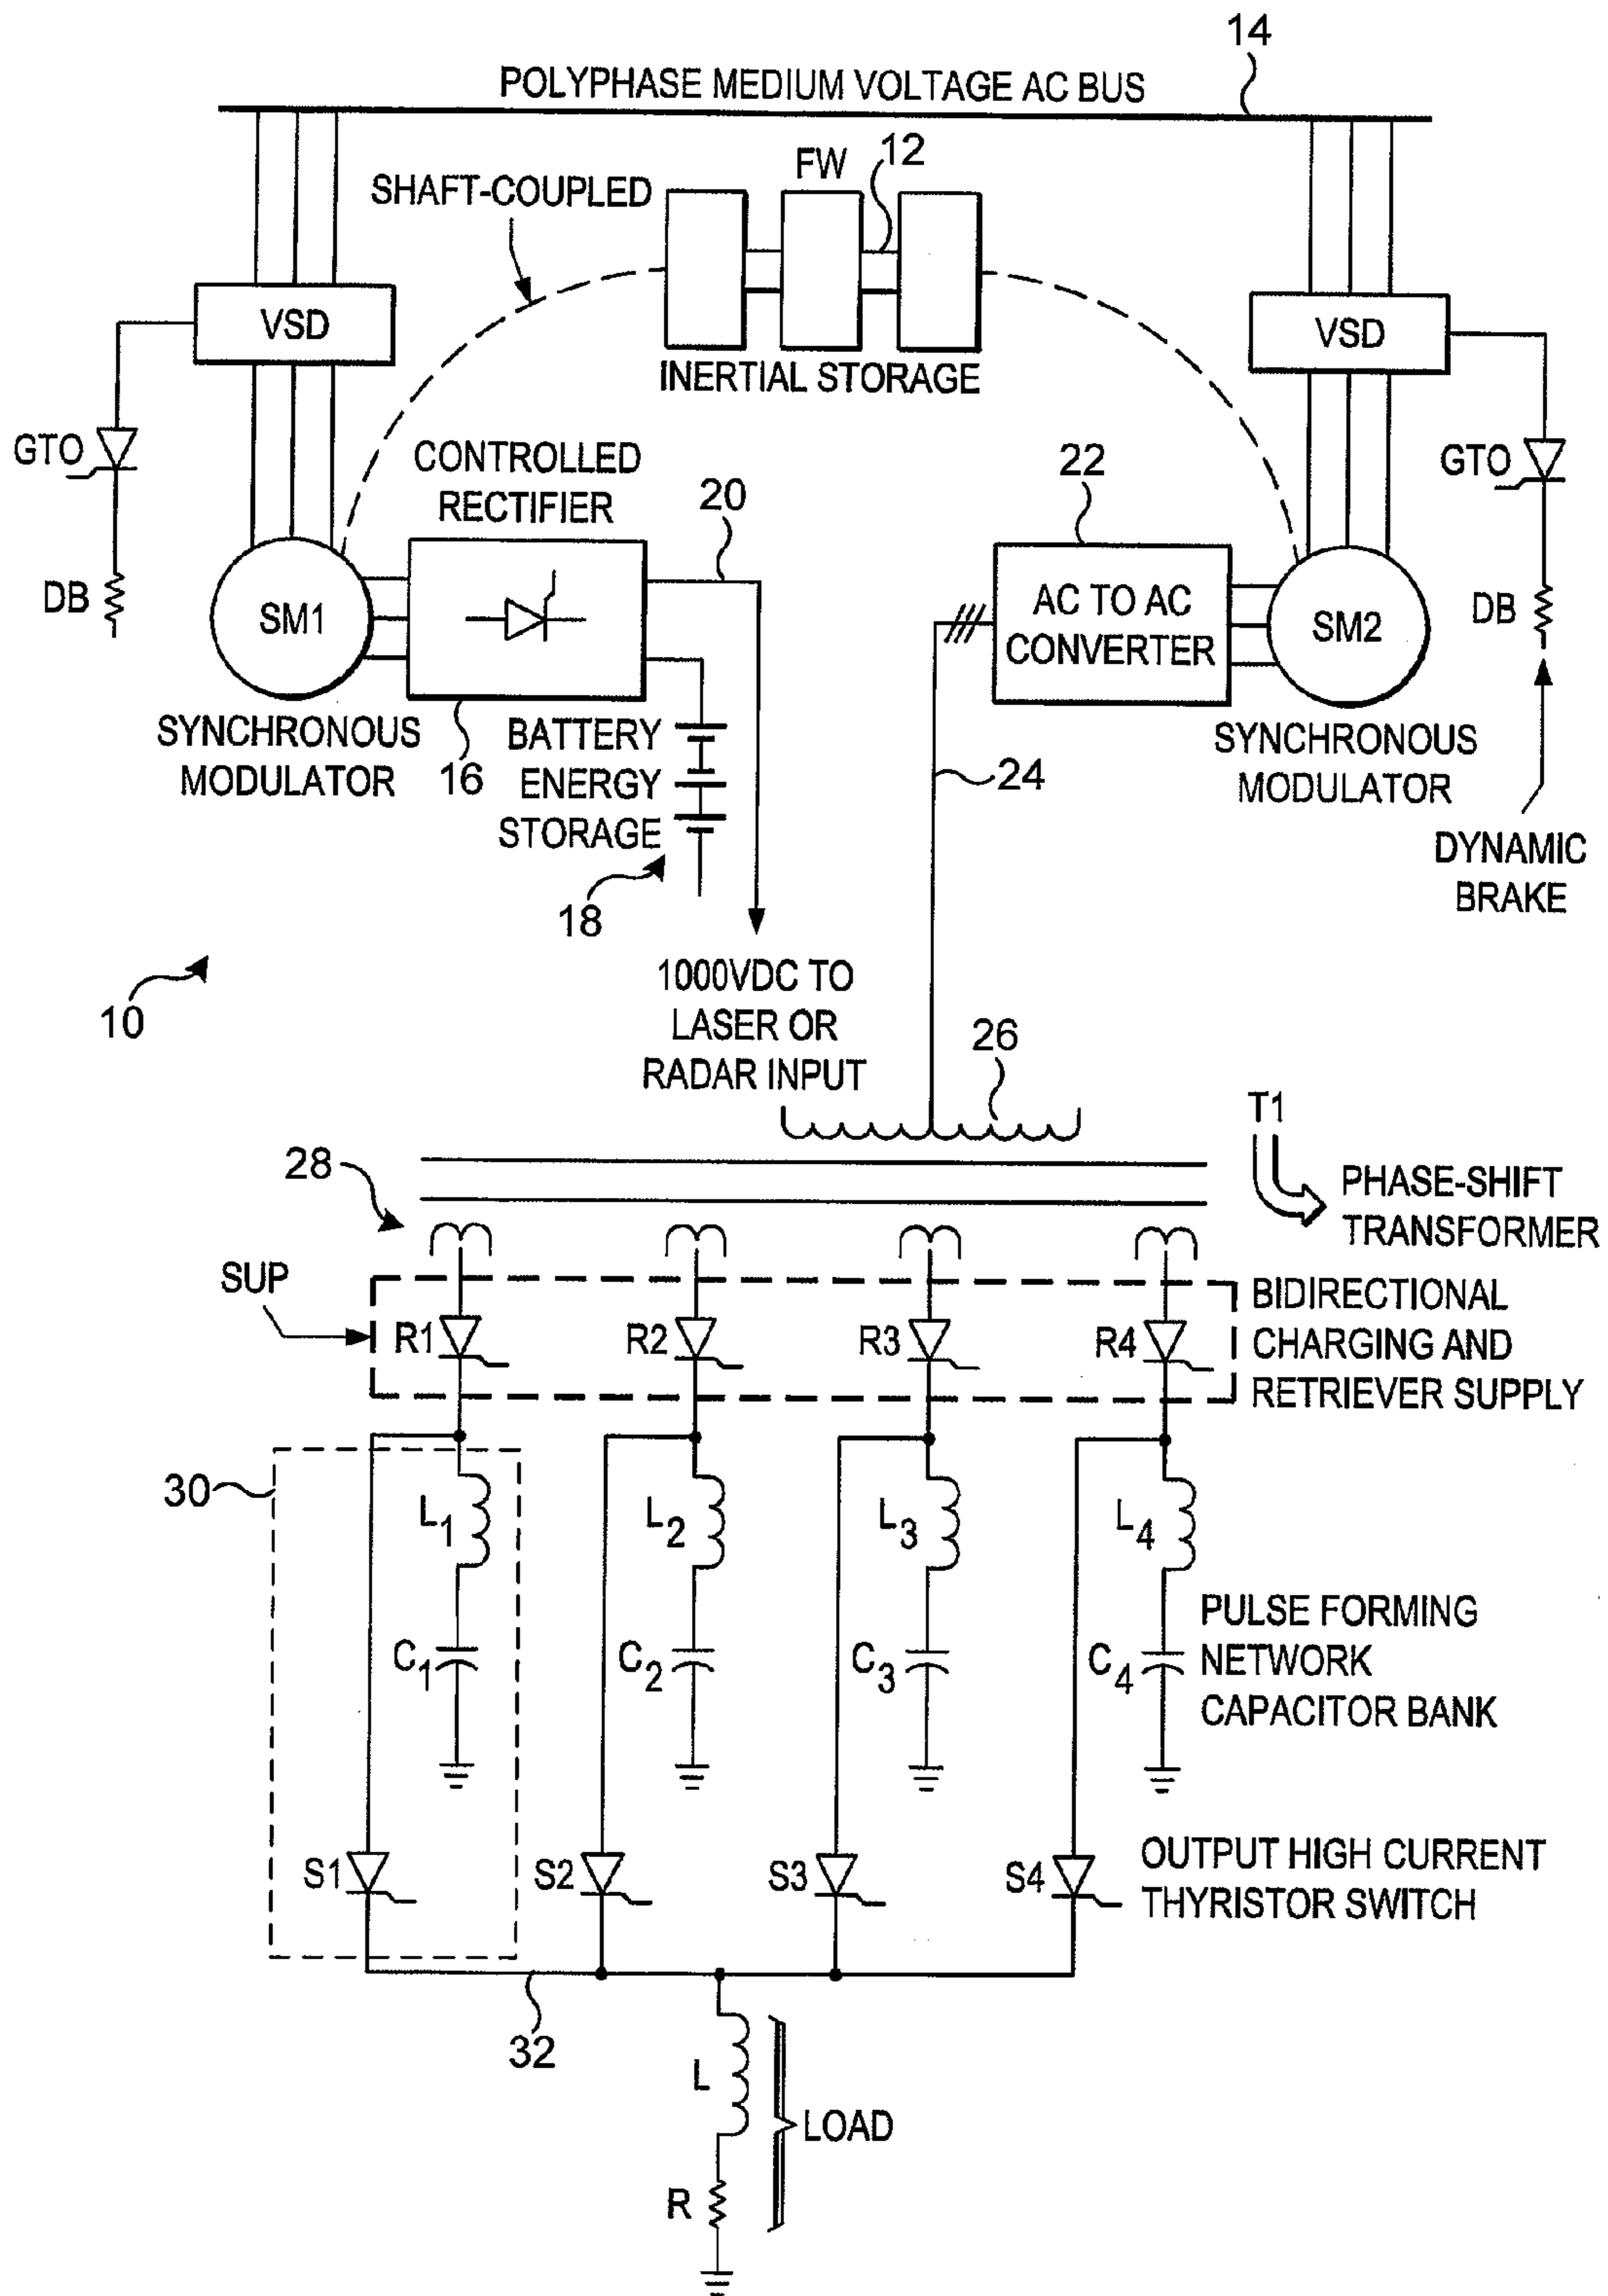 14
POLYPHASE MEDIUM VOLTAGE AC BUS
FW
12
SHAFT-COUPLED
VSD
VSD
INERTIAL STORAGE
GTO
CONTROLLED
RECTIFIER
20
22
GTO
DB
SM1
AC TO AC
CONVERTER
SM2
DB
SYNCHRONOUS
MODULATOR
16
BATTERY
ENERGY
STORAGE
18
24
SYNCHRONOUS
MODULATOR
DYNAMIC
BRAKE
10
1000VDC TO
LASER OR
RADAR INPUT
26
T1
28
PHASE-SHIFT
TRANSFORMER
SUP
R1
R2
R3
R4
BIDIRECTIONAL
CHARGING AND
RETRIEVER SUPPLY
30
L1
L2
L3
L4
C1
C2
C3
C4
PULSE FORMING
NETWORK
CAPACITOR BANK
S1
S2
S3
S4
OUTPUT HIGH CURRENT
THYRISTOR SWITCH
32
L
LOAD
R